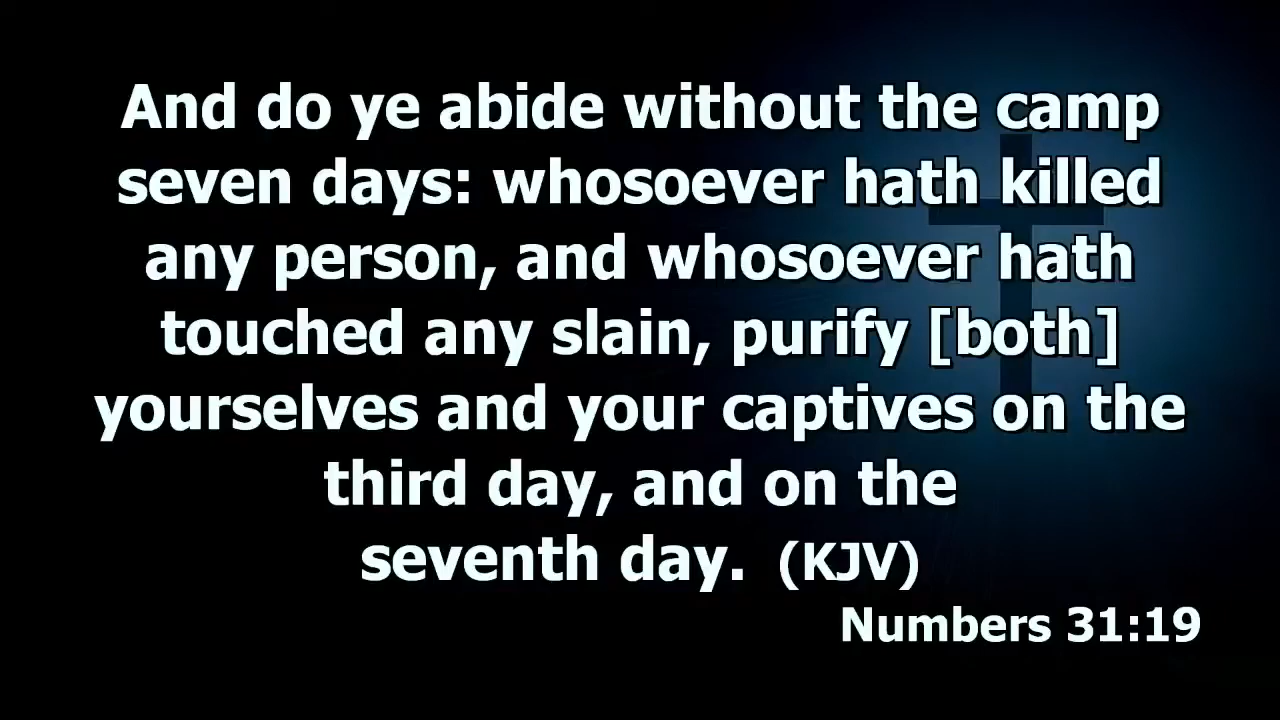 And do ye abide without the camp
seven days: whosoever hath killed
any person, and whosoever hath
touched any slain, purify [both]
yourselves and your captives on the
third day, and on the
seventh day. (KJV)
Numbers 31:19